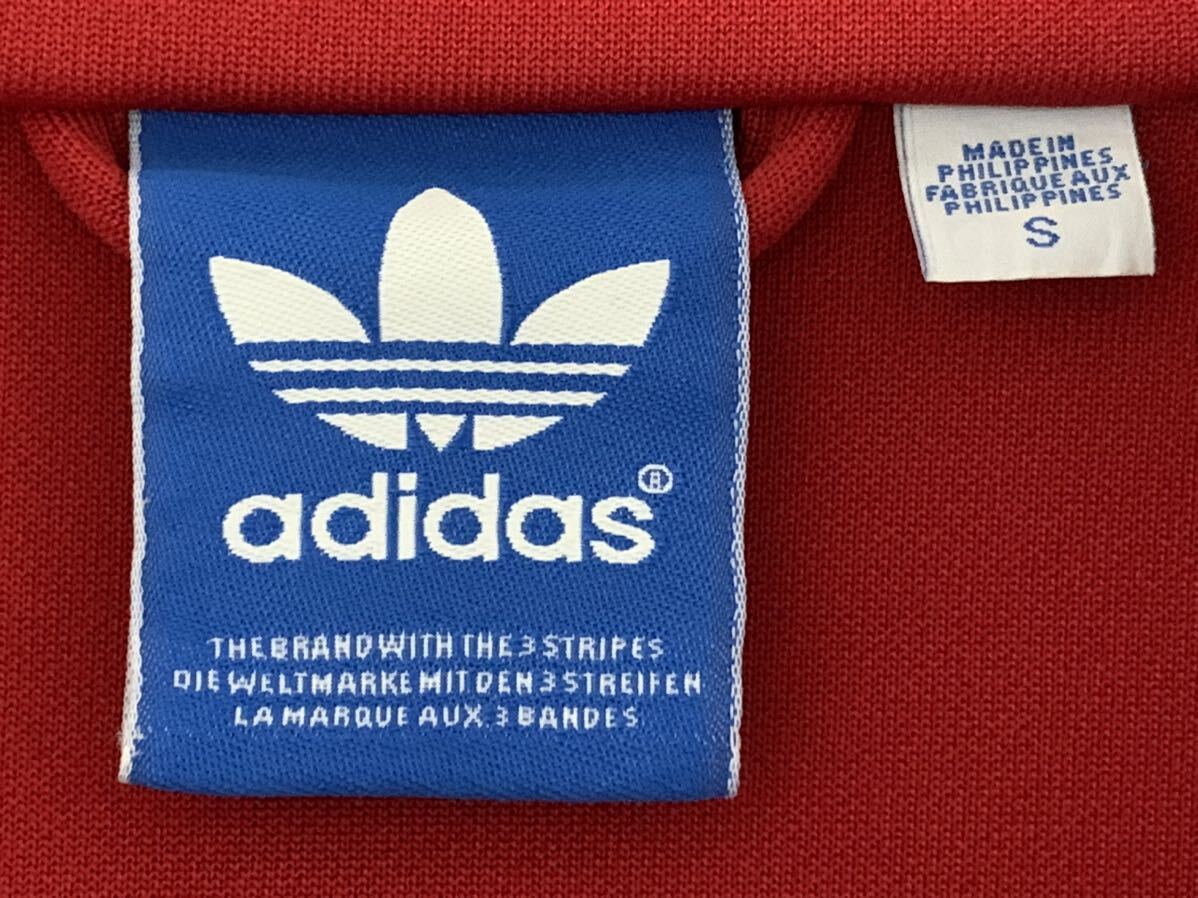 adidas®
THE BRAND WITH THE 3 STRIPES
DIE WELTMARKE MIT DEN 3 STREIFEN
LA MARQUE AUX 3 BANDES
MADE IN
PHILIPPINES
FABRIQUE AUX
PHILIPPINES
S